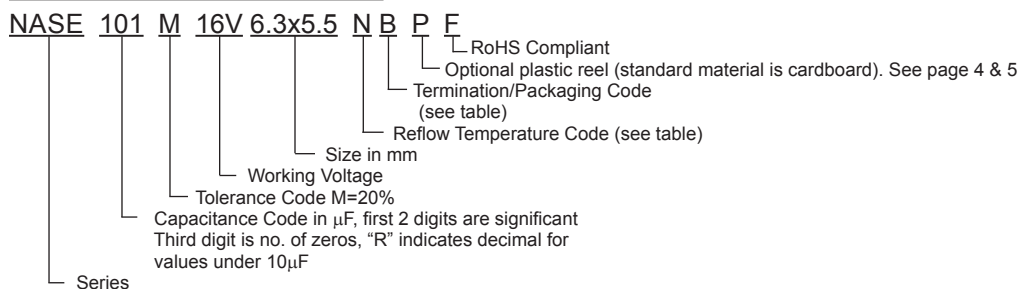 NASE 101 M 16V 6.3x5.5 N B P F
RoHS Compliant
Optional plastic reel (standard material is cardboard). See page 4 & 5
Termination/Packaging Code
(see table)
Reflow Temperature Code (see table)
Size in mm
Working Voltage
Tolerance Code M=20%
Capacitance Code in μF, first 2 digits are significant
Third digit is no. of zeros, “R” indicates decimal for
values under 10μF
Series